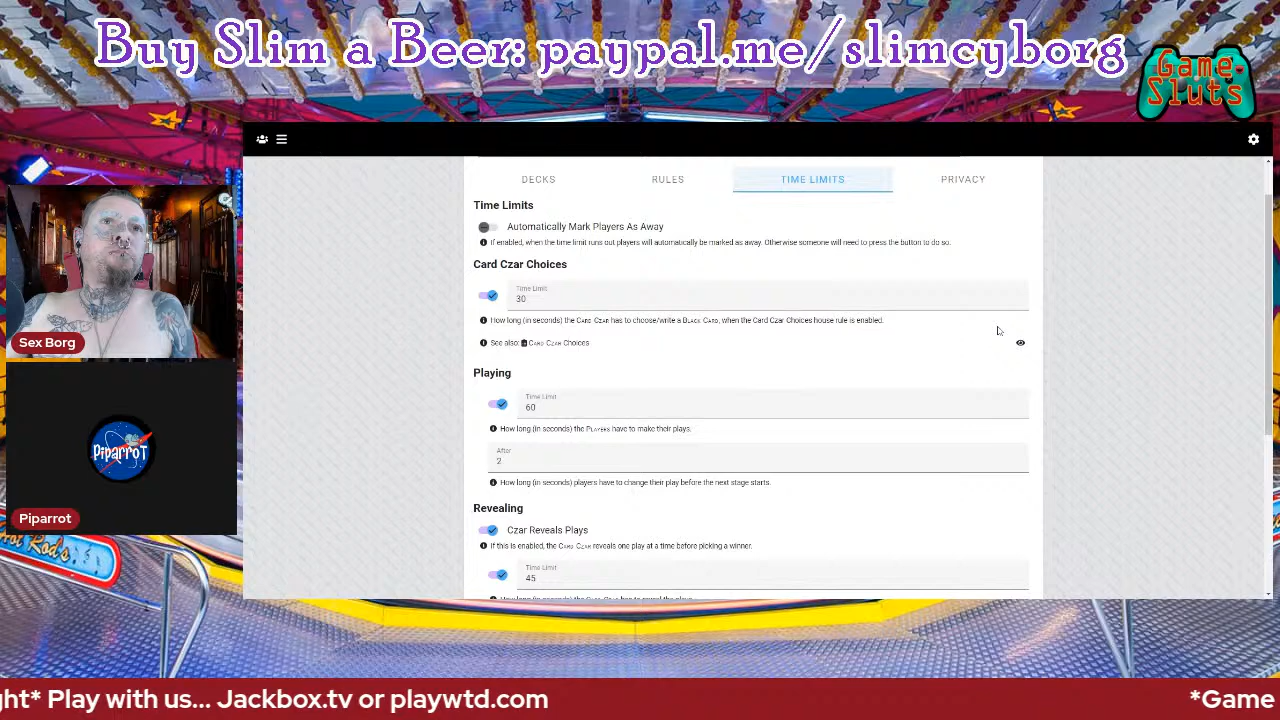 Buy Slim a Beer: paypal.me/slimcyborg
Game-
Sluts
DECKS
RULES
TIME LIMITS
PRIVACY
Time Limits
Automatically Mark Players As Away
If enabled, when the time limit runs out players will automatically be marked as away. Otherwise someone will need to press the button to do so.
Card Czar Choices
Time Limit
30
How long (in seconds) the Card Czar has to choose/write a Black Card, when the Card Czar Choices house rule is enabled.
See also: Card Czar Choices
Playing
Time Limit
60
How long (in seconds) the Players have to make their plays.
After
2
How long (in seconds) players have to change their play before the next stage starts.
Revealing
Czar Reveals Plays
If this is enabled, the Card Czar reveals one play at a time before picking a winner.
Time Limit
45
Sex Borg
PiparroT
Piparrot
Hot Rod's
ght* Play with us... Jackbox.tv or playwtd.com
*Game